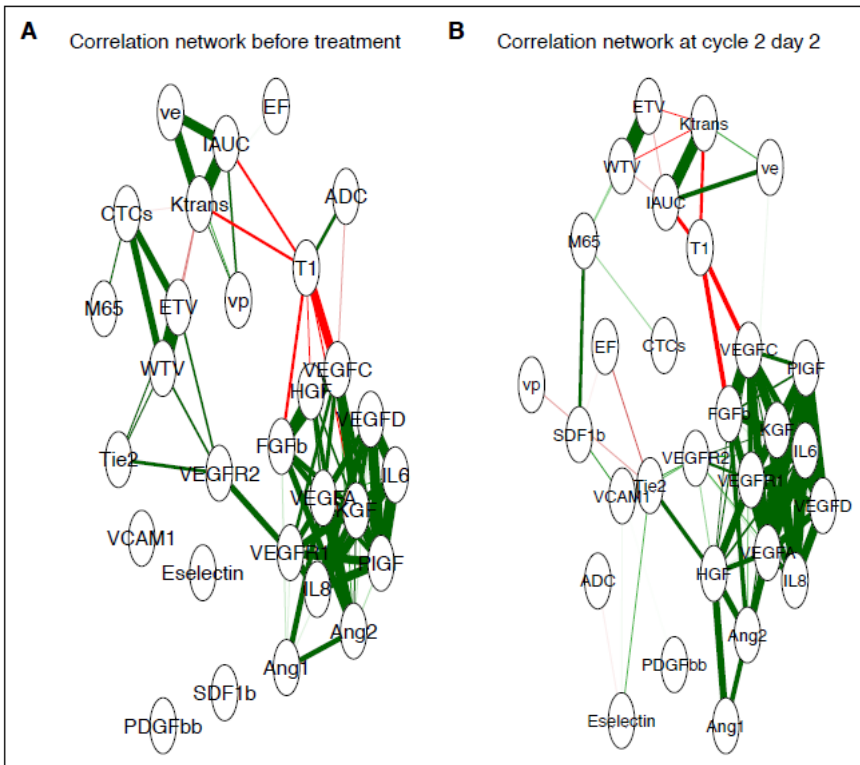 A
Correlation network before treatment
ve
EF
IAUC
CTCs
Ktrans
ADC
T1
M65
ETV
vp
WTV
VEGFC
HGF
VEGFD
FGFb
Tie2
VEGFR2
IL6
VEGFA
KGF
VCAM1
VEGFR1
Eselectin
IL8
PIGF
Ang2
Ang1
SDF1b
PDGFbb
B
Correlation network at cycle 2 day 2
ETV
Ktrans
WTV
ve
IAUC
M65
T1
EF
CTCs
VEGFC
PIGF
vp
FGFb
SDF1b
KGF
VEGFR2
IL6
VCAM1
Tie2
VEGFR1
VEGFD
ADC
HGF
VEGFA
IL8
Ang2
PDGFbb
Eselectin
Ang1